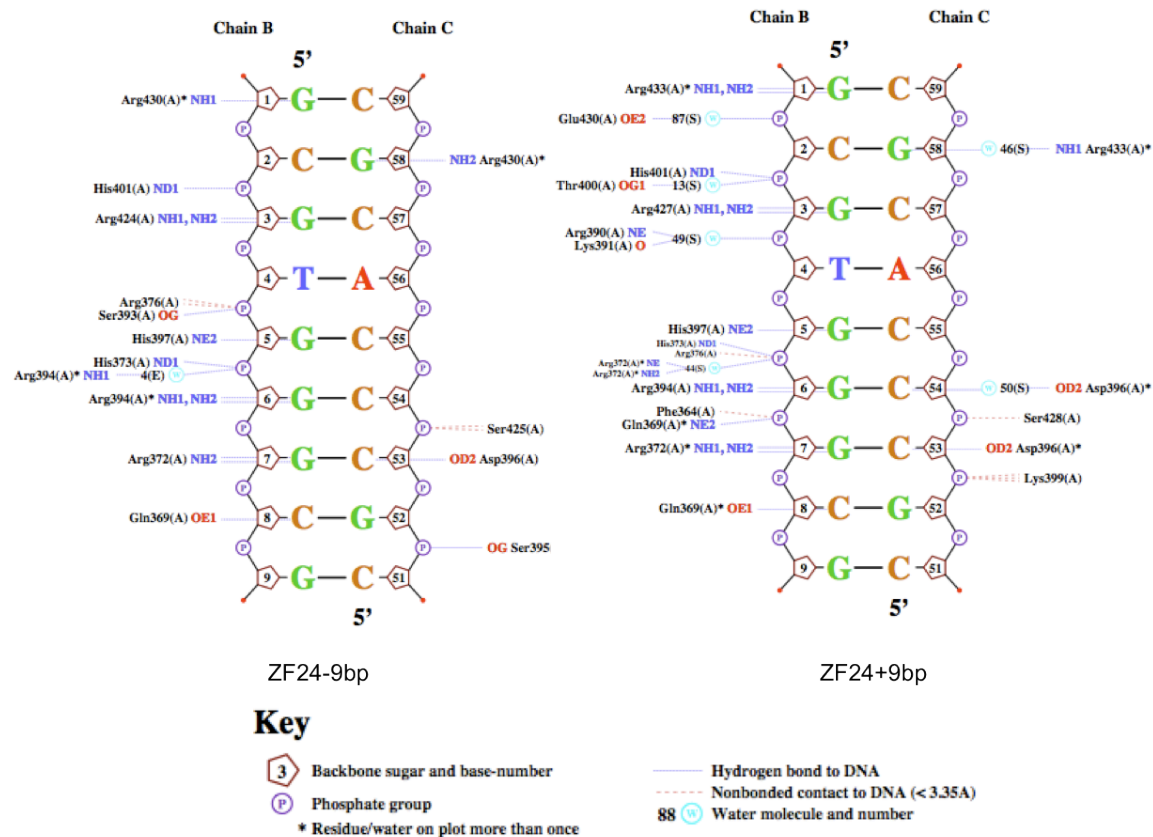 Chain B Chain C
5’
Arg430(A)* NH1 1 G C 59
P P
2 C G 58 NH2 Arg430(A)*
His401(A) ND1 P P
Arg424(A) NH1, NH2 3 G C 57
P P
4 T A 56
Arg376(A)
Ser393(A) OG P P
His397(A) NE2 5 G C 55
His373(A) ND1 P P
Arg394(A)* NH1 4(E) W
Arg394(A)* NH1, NH2 6 G C 54
P P Ser425(A)
Arg372(A) NH2 7 G C 53 OD2 Asp396(A)
P P
Gln369(A) OE1 8 C G 52
P P OG Ser395
9 G C 51
5’
ZF24-9bp
Chain B Chain C
5’
Arg433(A)* NH1, NH2 1 G C 59
Glu430(A) OE2 87(S) W P P
2 C G 58 W 46(S) NH1 Arg433(A)*
His401(A) ND1 P P
Thr400(A) OG1 13(S) W
Arg427(A) NH1, NH2 3 G C 57
Arg390(A) NE
Lys391(A) O 49(S) W P P
4 T A 56
P P
His397(A) NE2 5 G C 55
His373(A) ND1
Arg376(A) P P
Arg372(A)* NE
Arg372(A)* NH2 44(S) W
Arg394(A) NH1, NH2 6 G C 54 W 50(S) OD2 Asp396(A)*
Phe364(A) P P Ser428(A)
Gln369(A)* NE2
Arg372(A)* NH1, NH2 7 G C 53 OD2 Asp396(A)*
P P Lys399(A)
Gln369(A)* OE1 8 C G 52
P P
9 G C 51
5’
ZF24+9bp
Key
3 Backbone sugar and base-number
P Phosphate group
* Residue/water on plot more than once
Hydrogen bond to DNA
Nonbonded contact to DNA (< 3.35A)
88 W Water molecule and number